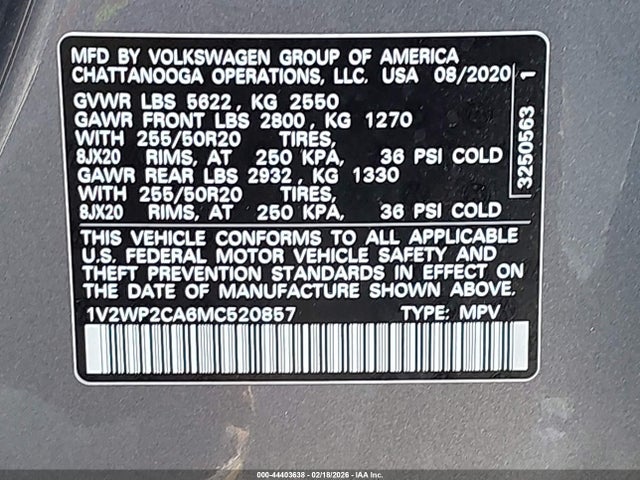 MFD BY VOLKSWAGEN GROUP OF AMERICA
CHATTANOOGA OPERATIONS, LLC. USA 08/2020
GVWR LBS 5622, KG 2550
GAWR FRONT LBS 2800, KG 1270
WITH 255/50R20 TIRES,
8JX20 RIMS, AT 250 KPA, 36 PSI COLD
GAWR REAR LBS 2932, KG 1330
WITH 255/50R20 TIRES,
8JX20 RIMS, AT 250 KPA, 36 PSI COLD
THIS VEHICLE CONFORMS TO ALL APPLICABLE
U.S. FEDERAL MOTOR VEHICLE SAFETY AND
THEFT PREVENTION STANDARDS IN EFFECT ON
THE DATE OF MANUFACTURE SHOWN ABOVE.
1V2WP2CA6MC520857 TYPE: MPV
3250563 1
000-44403638 - 02/18/2026 - IAA Inc.